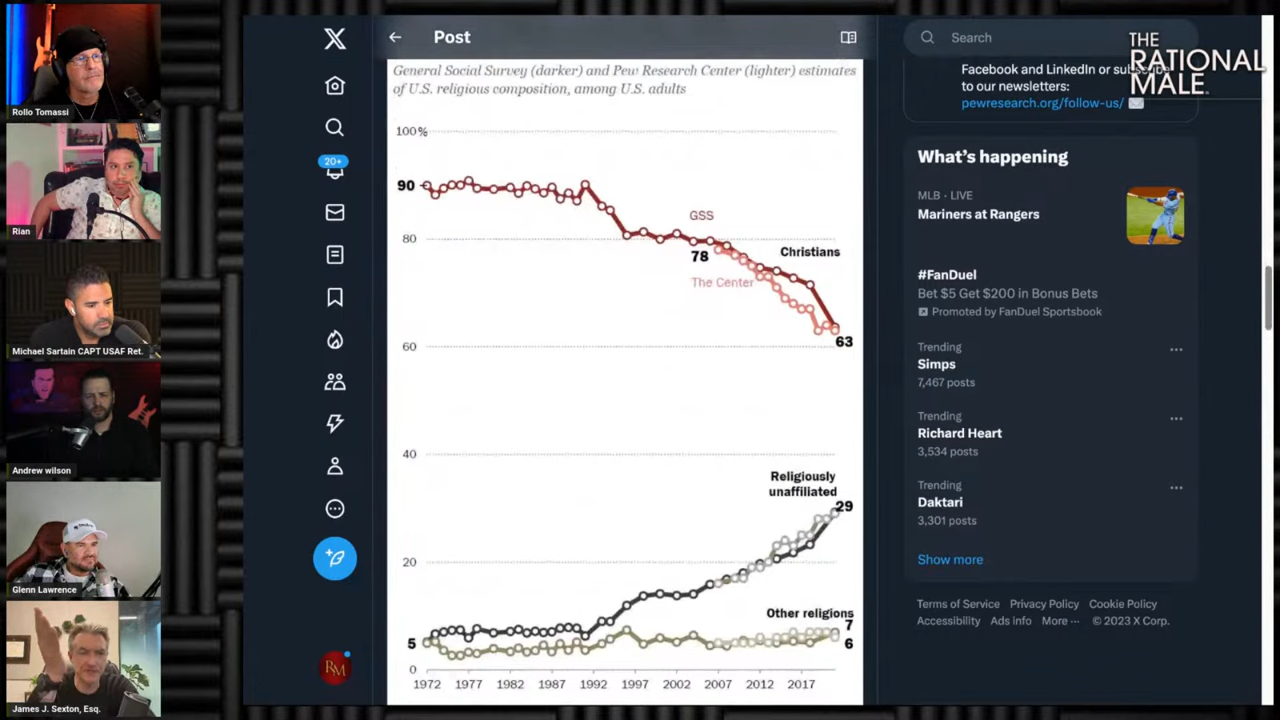 Rollo Tomassi
Rian
Michael Sartain CAPT USAF Ret.
Andrew wilson
Glenn Lawrence
James J. Sexton, Esq.
X
20+
RM
Post
General Social Survey (darker) and Pew Research Center (lighter) estimates
of U.S. religious composition, among U.S. adults
100%
90
GSS
80
78
Christians
The Center
63
60
40
Religiously
unaffiliated
29
20
Other religions
7
5
6
0
1972 1977 1982 1987 1992 1997 2002 2007 2012 2017
Search
THE
RATIONAL
MALE
Facebook and LinkedIn or subscribe
to our newsletters:
pewresearch.org/follow-us/
What's happening
MLB · LIVE
Mariners at Rangers
#FanDuel
Bet $5 Get $200 in Bonus Bets
Promoted by FanDuel Sportsbook
Trending
Simps
7,467 posts
Trending
Richard Heart
3,534 posts
Trending
Daktari
3,301 posts
Show more
Terms of Service Privacy Policy Cookie Policy
Accessibility Ads info More ··· © 2023 X Corp.